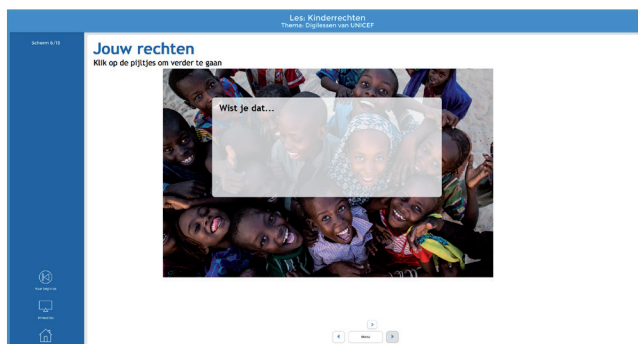 Les: Kinderrechten
Thema: Digilessen van UNICEF
Scherm 6/13
Jouw rechten
Klik op de pijltjes om verder te gaan
Wist je dat...
Menu